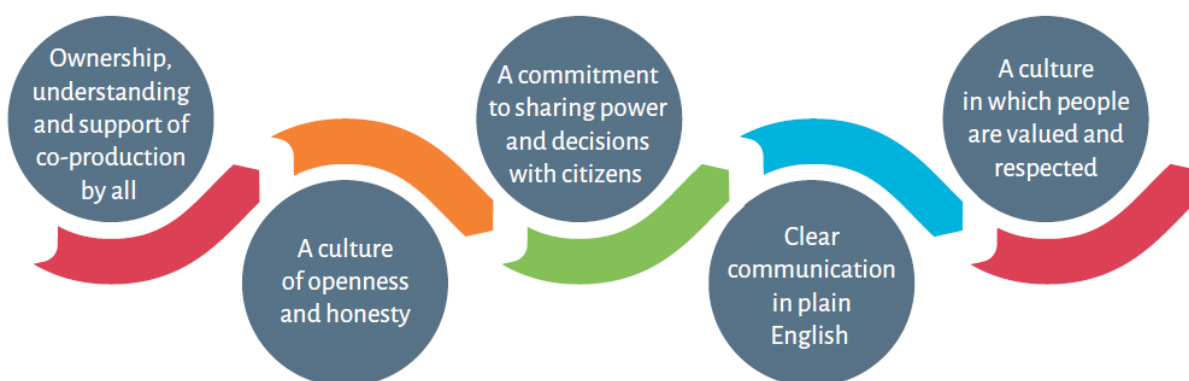 Ownership,
understanding
and support of
co-production
by all
A culture
of openness
and honesty
A commitment
to sharing power
and decisions
with citizens
Clear
communication
in plain
English
A culture
in which people
are valued and
respected